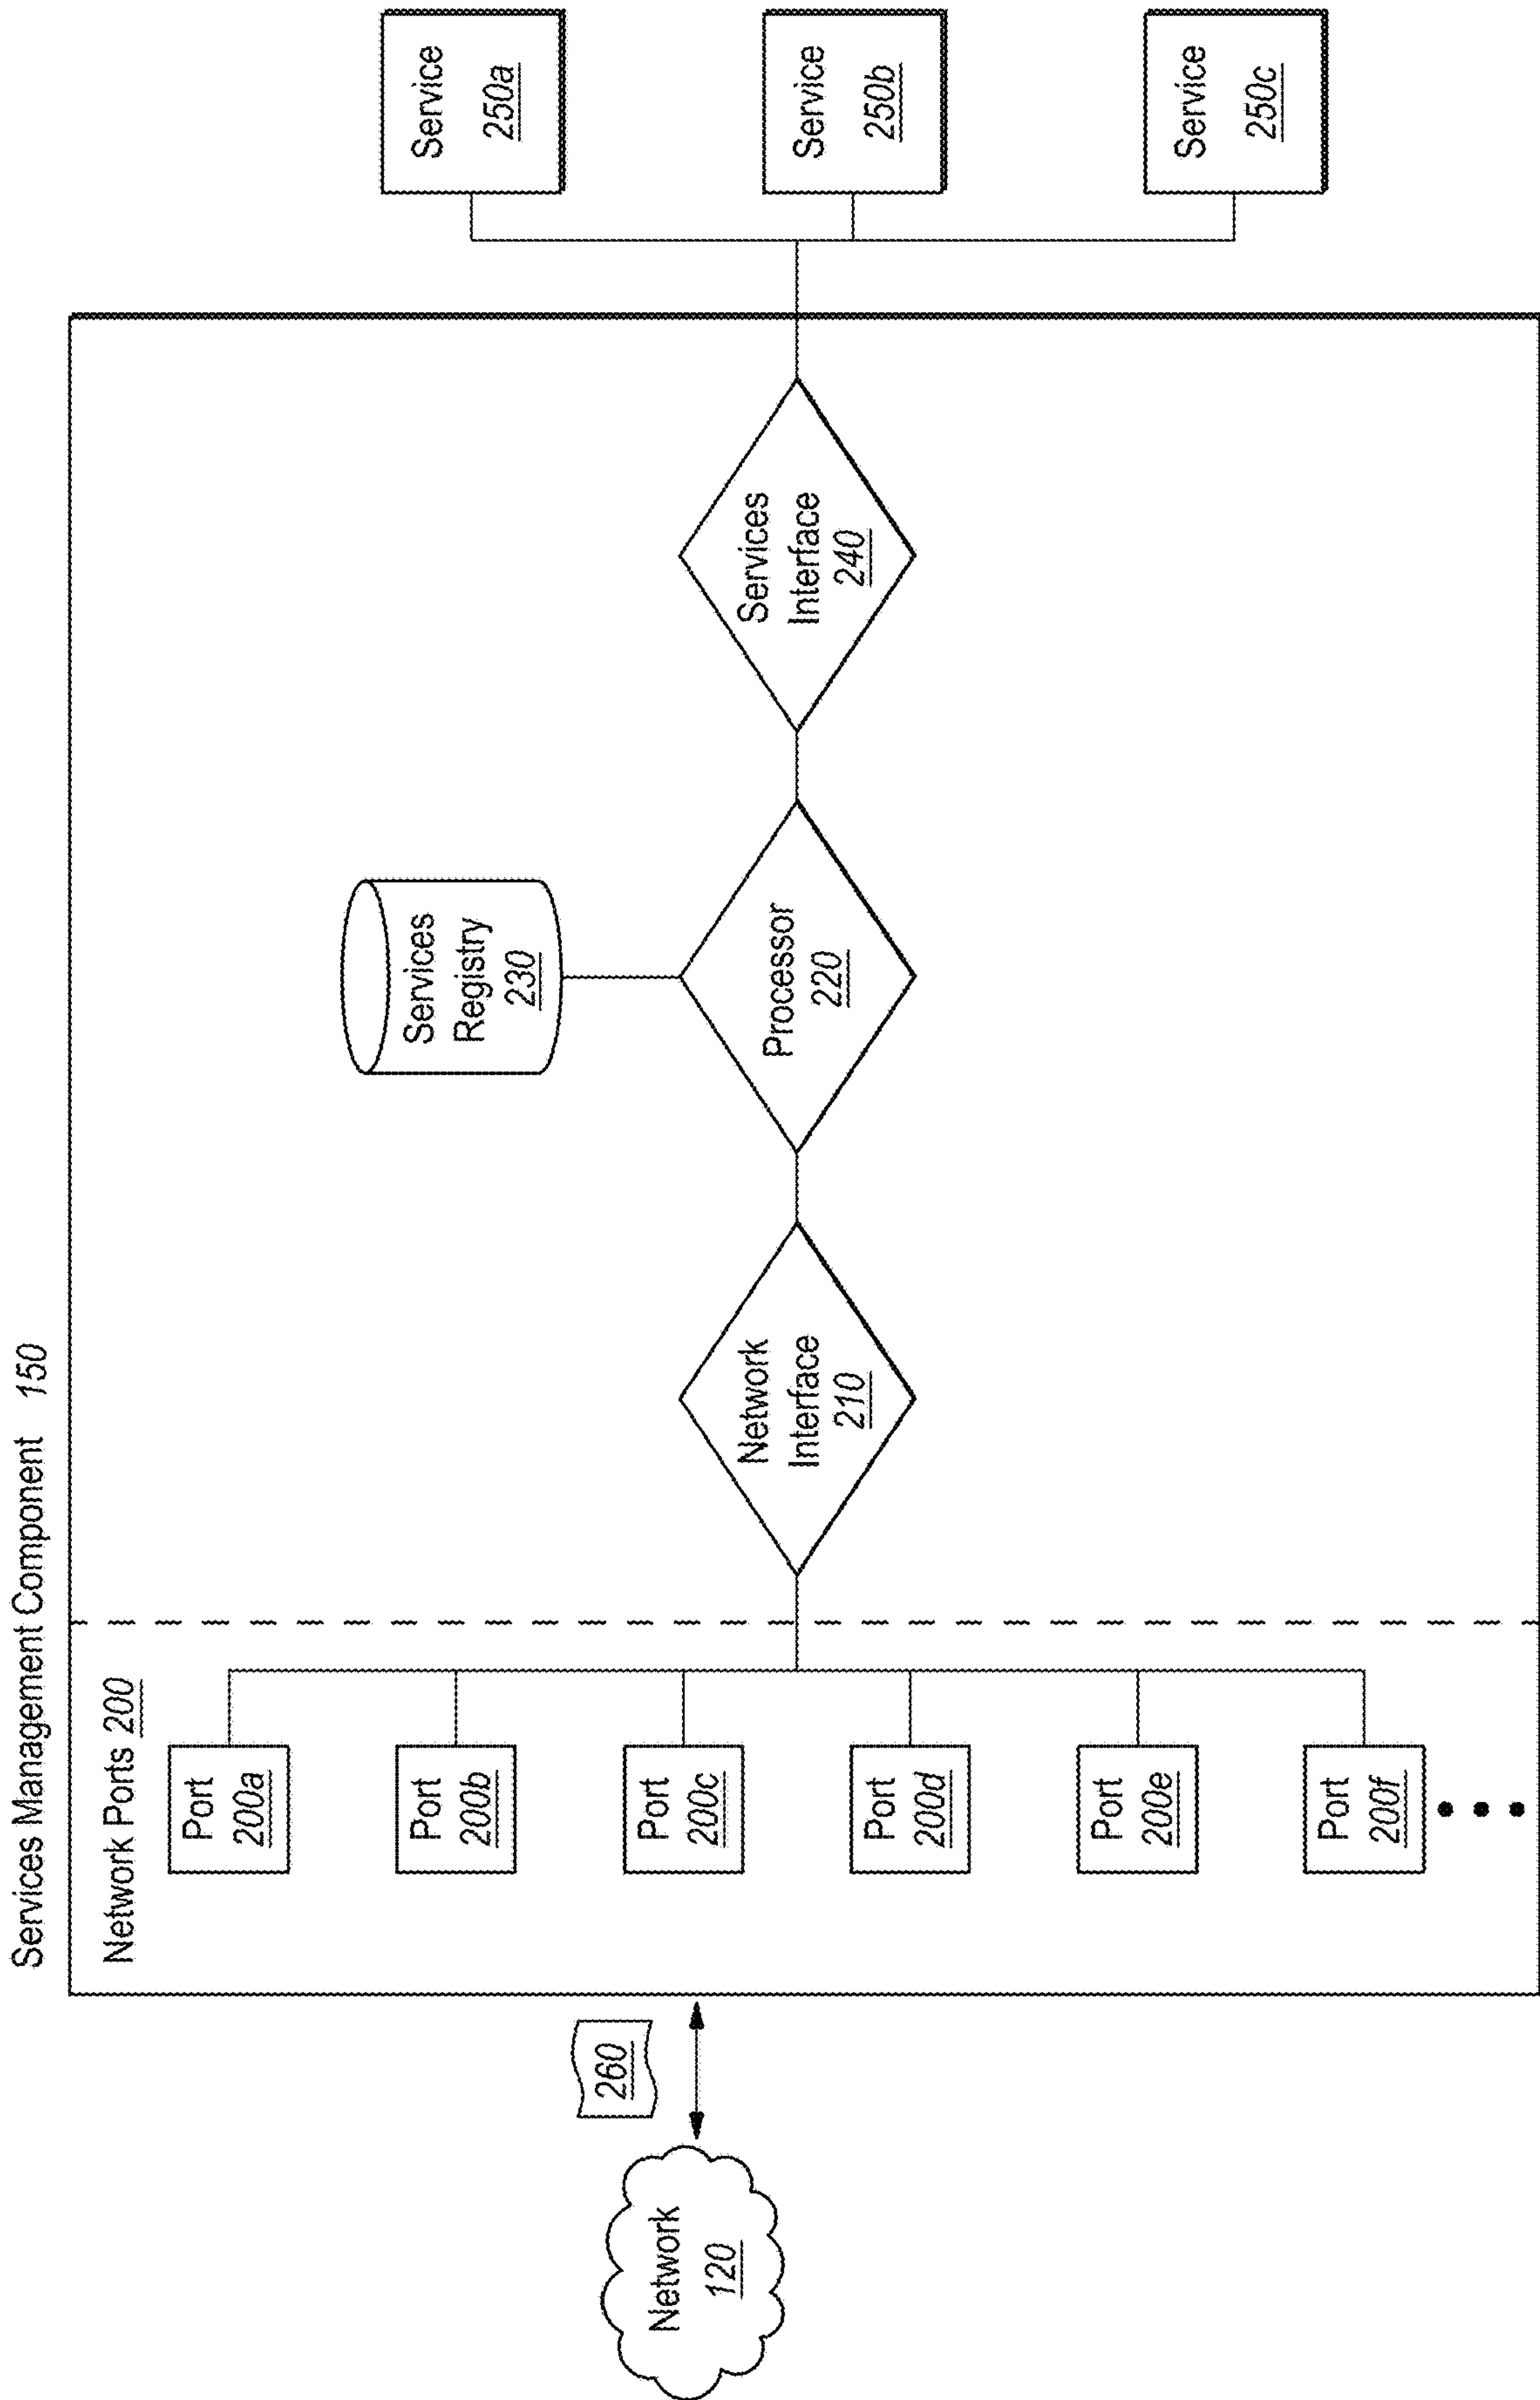 Services Management Component 150
Network Ports 200
Port
200a
Port
200b
Port
200c
Port
200d
Port
200e
Port
200f
Network
120
260
Network
Interface
210
Processor
220
Services
Registry
230
Services
Interface
240
Service
250a
Service
250b
Service
250c